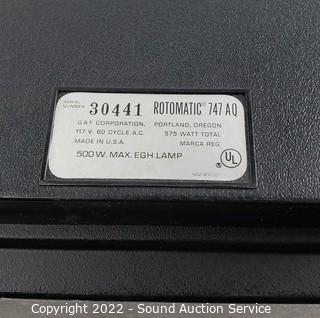 SERIAL NUMBER 30441 ROTOMATIC® 747 AQ
GAF CORPORATION, PORTLAND, OREGON
117 V. 60 CYCLE A.C. 575 WATT TOTAL
MADE IN U.S.A. MARCA REG.
500 W. MAX. EGH LAMP UL
Copyright 2022 - Sound Auction Service